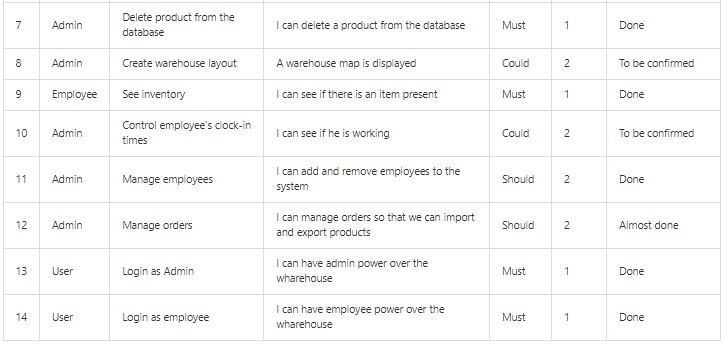 7 Admin Delete product from the database I can delete a product from the database Must 1 Done
8 Admin Create warehouse layout A warehouse map is displayed Could 2 To be confirmed
9 Employee See inventory I can see if there is an item present Must 1 Done
10 Admin Control employee's clock-in times I can see if he is working Could 2 To be confirmed
11 Admin Manage employees I can add and remove employees to the system Should 2 Done
12 Admin Manage orders I can manage orders so that we can import and export products Should 2 Almost done
13 User Login as Admin I can have admin power over the wharehouse Must 1 Done
14 User Login as employee I can have employee power over the wharehouse Must 1 Done